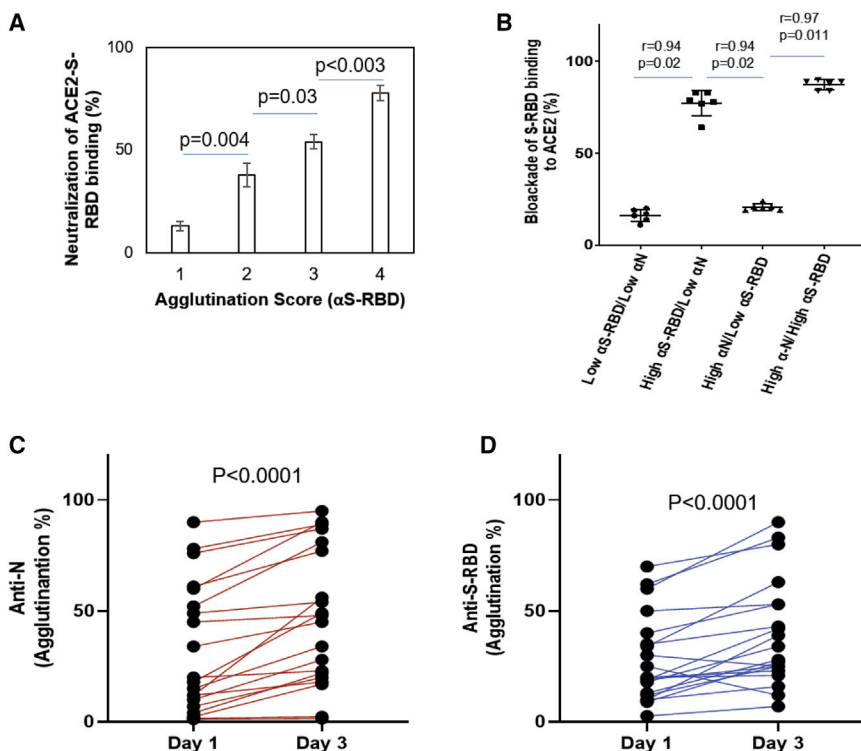 A
Neutralization of ACE2-S-
RBD binding (%)
100
50
0
p=0.004
p=0.03
p<0.003
1 2 3 4
Agglutination Score (αS-RBD)
B
Bloackade of S-RBD binding
to ACE2 (%)
100
50
0
r=0.94
p=0.02
r=0.94
p=0.02
r=0.97
p=0.011
Low αS-RBD/Low αN
High αS-RBD/Low αN
High αN/Low αS-RBD
High α-N/High αS-RBD
C
Anti-N
(Agglutinantion %)
100
50
0
P<0.0001
Day 1 Day 3
D
Anti-S-RBD
(Agglutination %)
100
50
0
P<0.0001
Day 1 Day 3